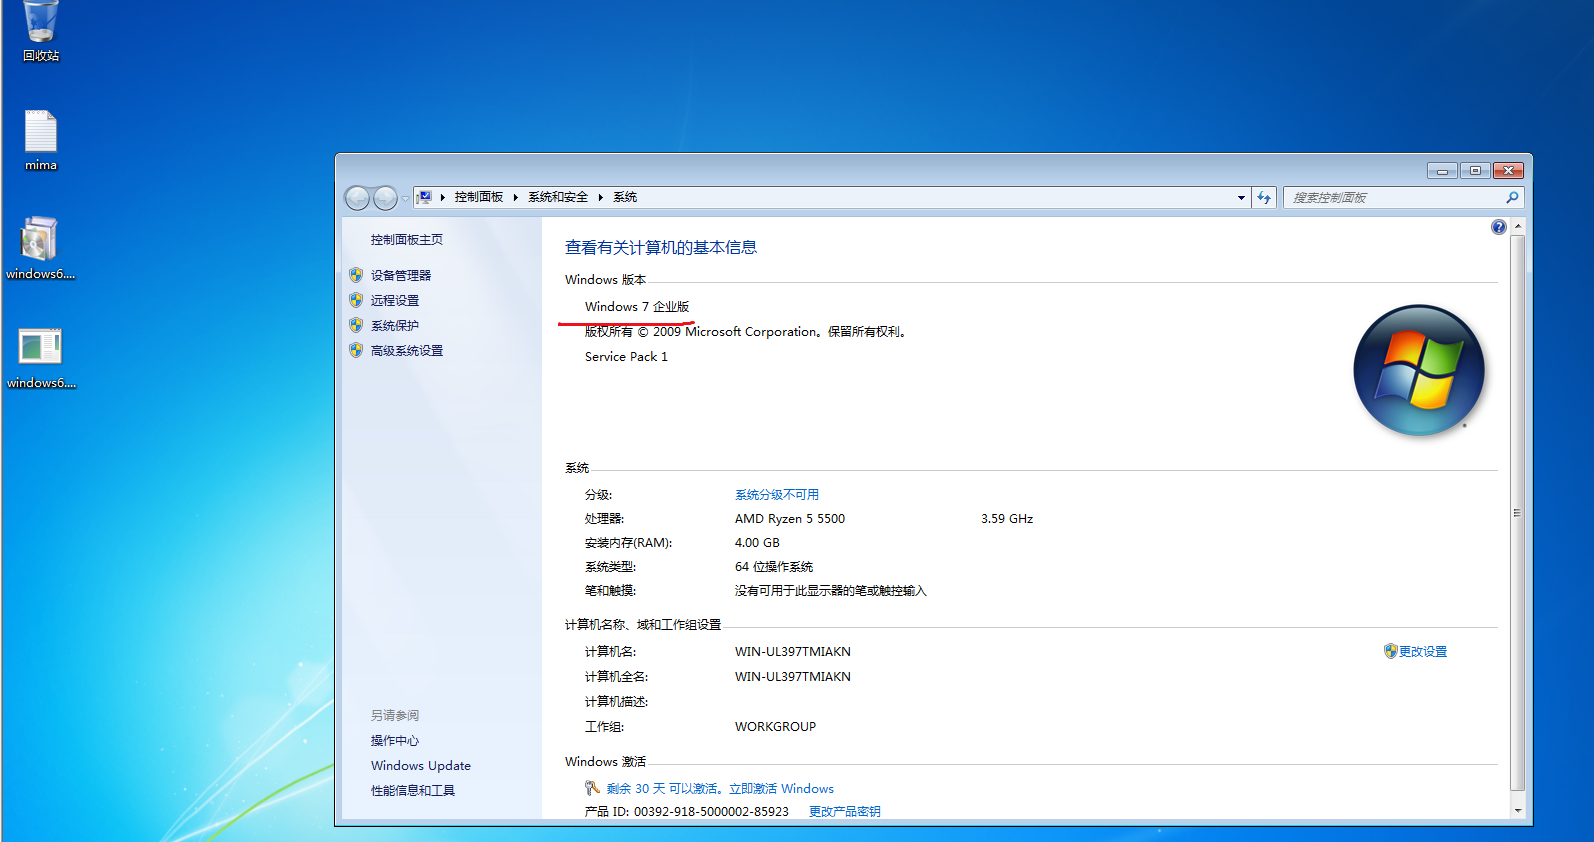 回收站
mima
windows6....
windows6....
控制面板 系统和安全 系统
搜索控制面板
控制面板主页
设备管理器
远程设置
系统保护
高级系统设置
另请参阅
操作中心
Windows Update
性能信息和工具
查看有关计算机的基本信息
Windows 版本
Windows 7 企业版
版权所有 © 2009 Microsoft Corporation。保留所有权利。
Service Pack 1
系统
分级: 系统分级不可用
处理器: AMD Ryzen 5 5500 3.59 GHz
安装内存(RAM): 4.00 GB
系统类型: 64 位操作系统
笔和触摸: 没有可用于此显示器的笔或触控输入
计算机名称、域和工作组设置
计算机名: WIN-UL397TMIAKN 更改设置
计算机全名: WIN-UL397TMIAKN
计算机描述:
工作组: WORKGROUP
Windows 激活
剩余 30 天 可以激活。立即激活 Windows
产品 ID: 00392-918-5000002-85923 更改产品密钥